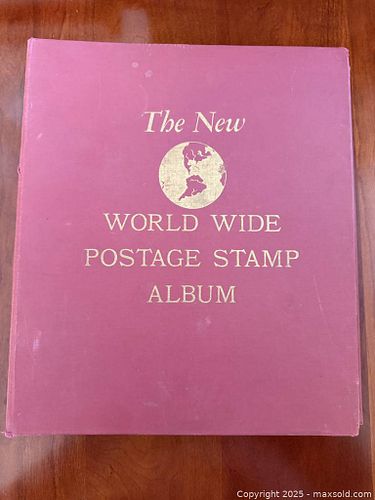 The New
WORLD WIDE
POSTAGE STAMP
ALBUM
Copyright 2025 - maxsold.com